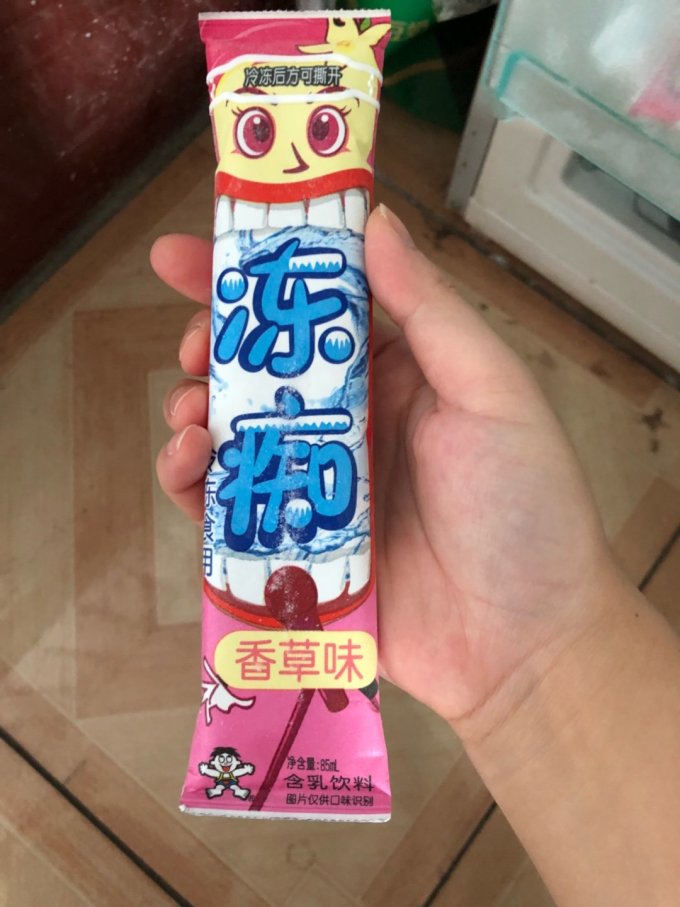 冷冻后方可撕开
冻
痴
冷冻食用
香草味
净含量:85mL
含乳饮料
图片仅供口味识别